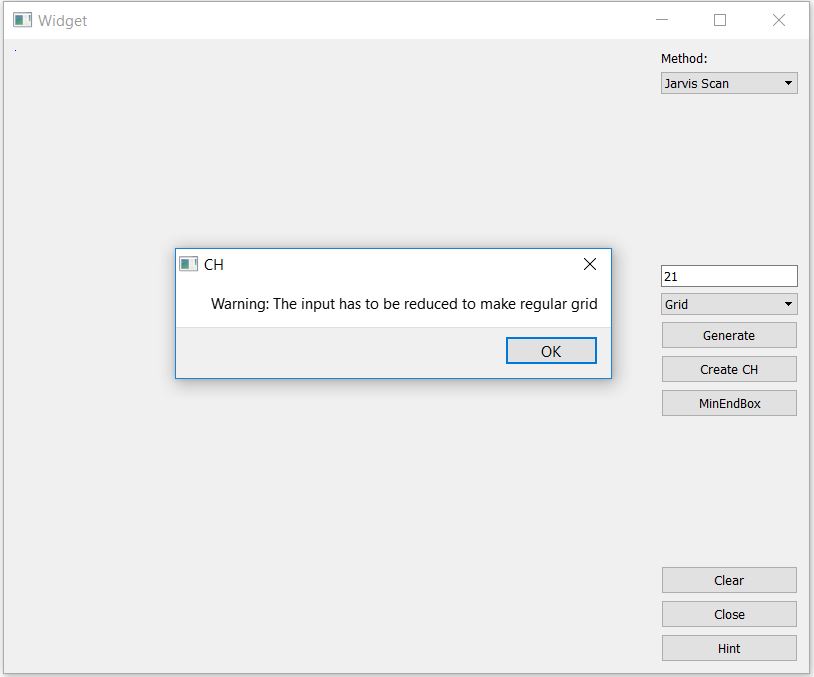 Widget
Method:
Jarvis Scan
CH
Warning: The input has to be reduced to make regular grid
OK
21
Grid
Generate
Create CH
MinEndBox
Clear
Close
Hint